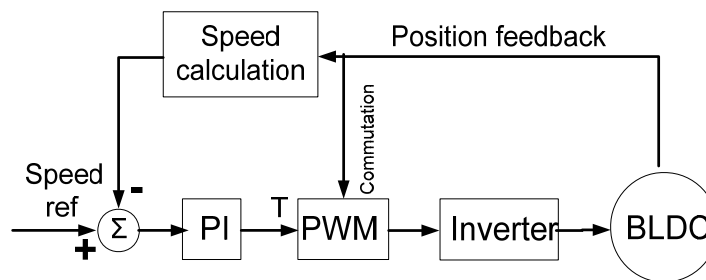 Speed
calculation
Position feedback
Commutation
Speed
ref
-
+
Σ
PI
T
PWM
Inverter
BLDC